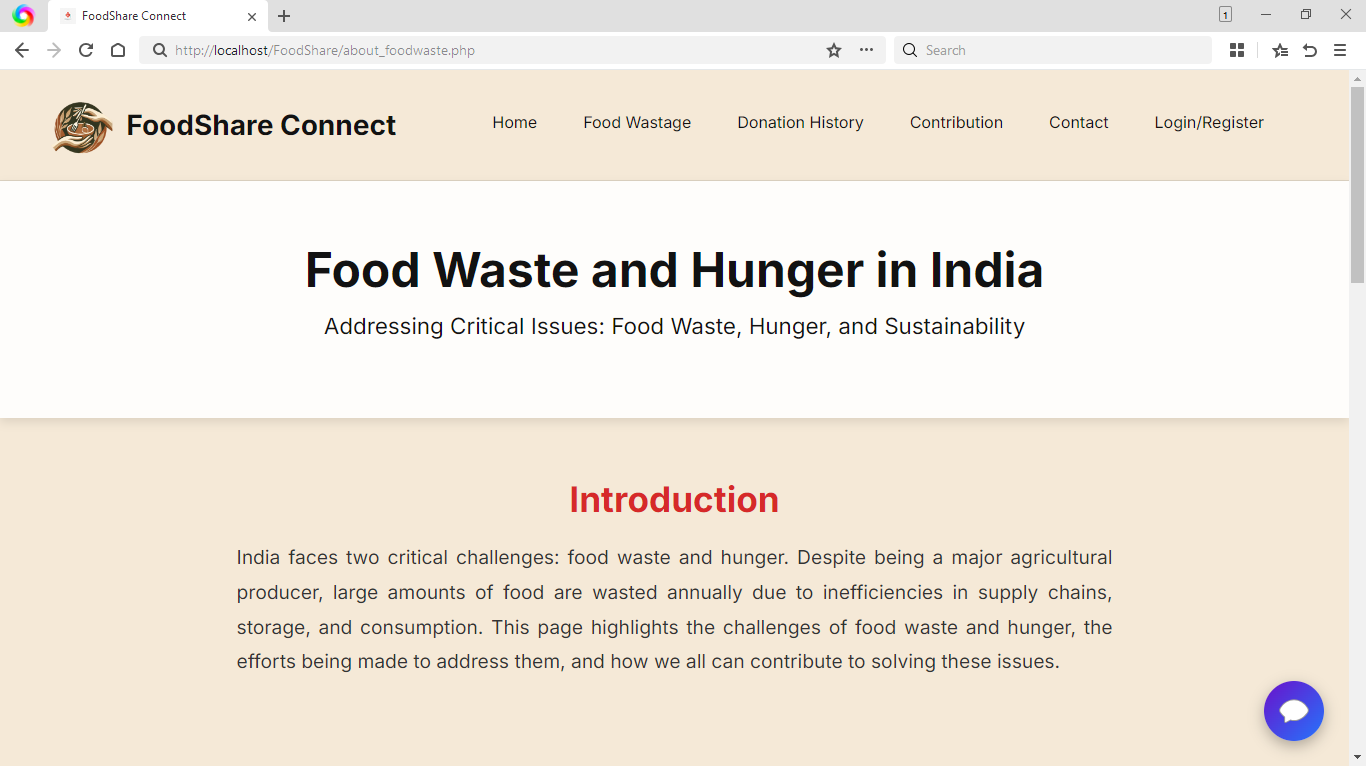 FoodShare Connect
1
http://localhost/FoodShare/about_foodwaste.php
Search
FoodShare Connect
Home
Food Wastage
Donation History
Contribution
Contact
Login/Register
Food Waste and Hunger in India
Addressing Critical Issues: Food Waste, Hunger, and Sustainability
Introduction
India faces two critical challenges: food waste and hunger. Despite being a major agricultural
producer, large amounts of food are wasted annually due to inefficiencies in supply chains,
storage, and consumption. This page highlights the challenges of food waste and hunger, the
efforts being made to address them, and how we all can contribute to solving these issues.